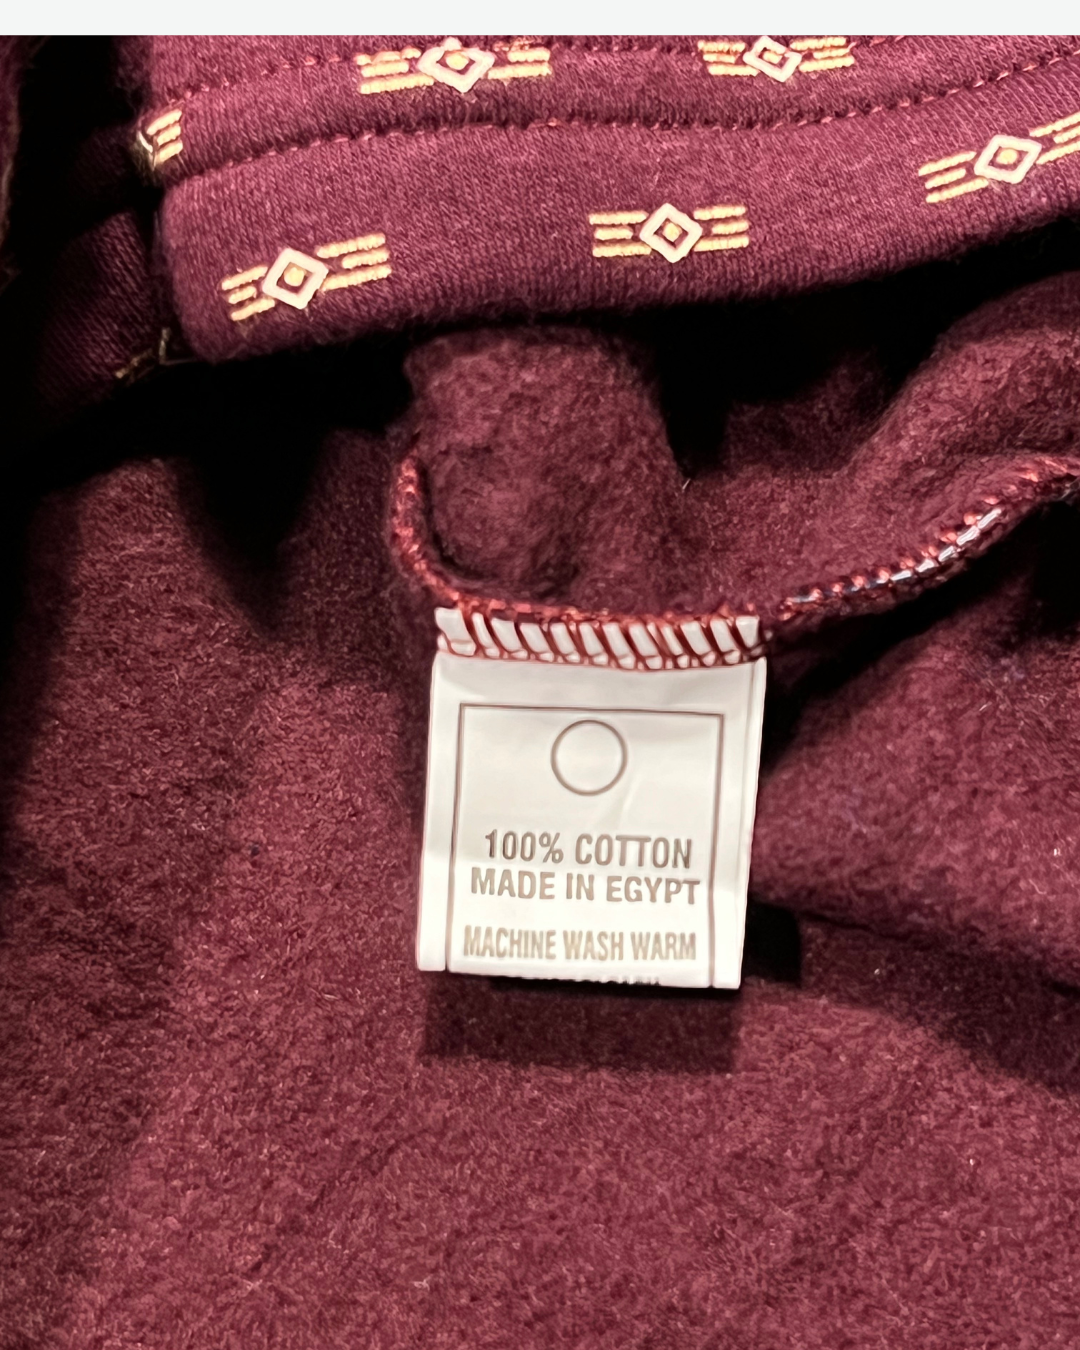 100% COTTON
MADE IN EGYPT
MACHINE WASH WARM